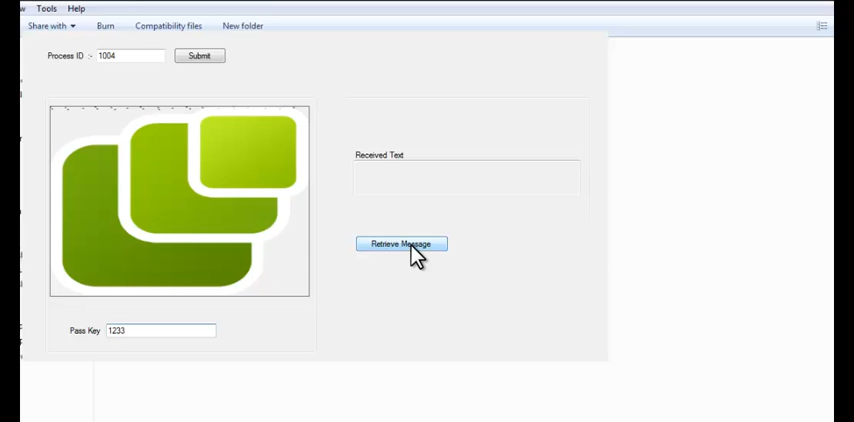 Tools Help
Share with Burn Compatibility files New folder
Process ID :- 1004 Submit
Received Text
Retrieve Message
Pass Key 1233